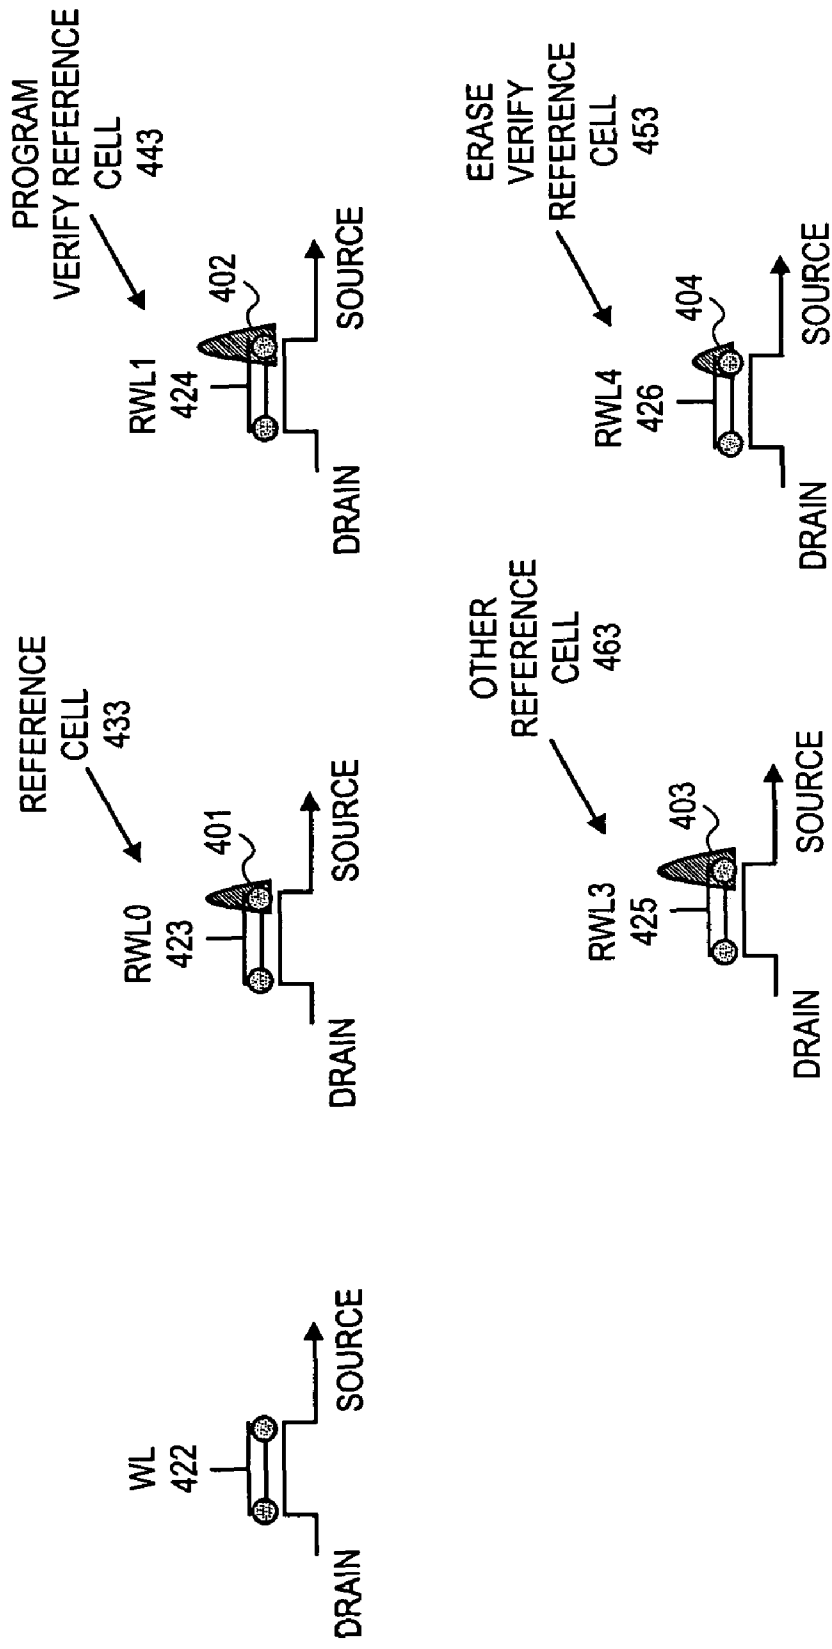 WL
422
DRAIN
SOURCE
REFERENCE
CELL
433
RWL0
423
401
DRAIN
SOURCE
PROGRAM
VERIFY REFERENCE
CELL
443
RWL1
424
402
DRAIN
SOURCE
OTHER
REFERENCE
CELL
463
RWL3
425
403
DRAIN
SOURCE
ERASE
VERIFY
REFERENCE
CELL
453
RWL4
426
404
DRAIN
SOURCE